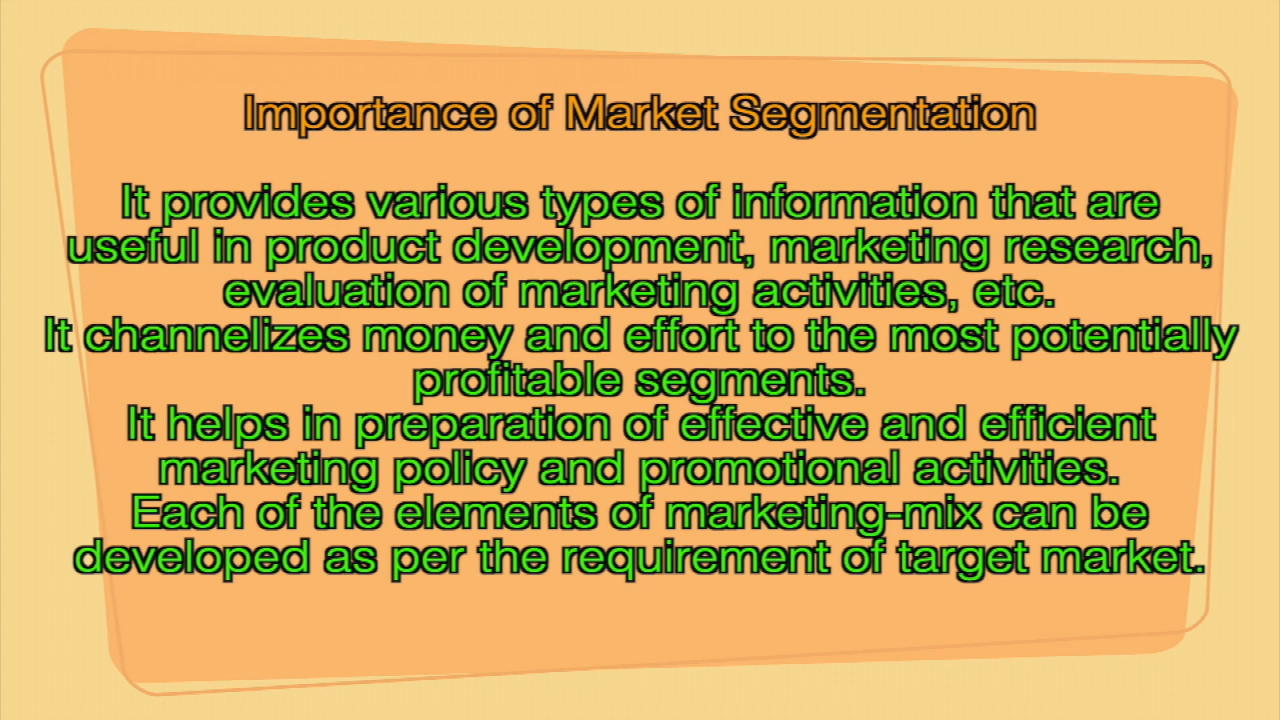 Importance of Market Segmentation
It provides various types of information that are
useful in product development, marketing research,
evaluation of marketing activities, etc.
It channelizes money and effort to the most potentially
profitable segments.
It helps in preparation of effective and efficient
marketing policy and promotional activities.
Each of the elements of marketing-mix can be
developed as per the requirement of target market.